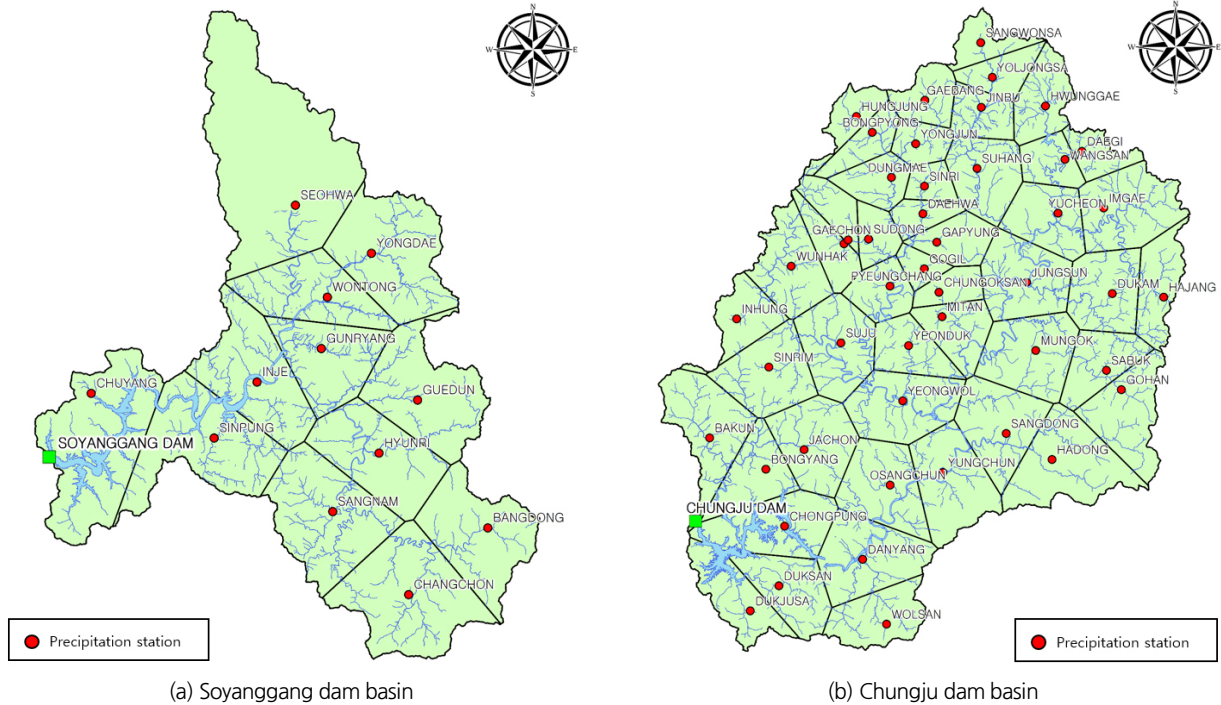 N
W
E
S
SEOHWA
YONGDAE
WONTONG
GUNRYANG
INJE
CHUYANG
GUEDUN
SINPUNG
SOYANGGANG DAM
HYUNRI
SANGNAM
BANGDONG
CHANGCHON
Precipitation station
(a) Soyanggang dam basin
N
W
E
S
SANGWONSA
YOLJONGSA
GAEBANG
HWUNGGAE
HUNGJUNG
JINBU
BONGPYONG
YONGJUN
DAEGI
WANGSAN
SUHANG
DUNGMAE
SINRI
IMGAE
YUCHEON
DAEHWA
GAECHON
SUDONG
GAPYUNG
WUNHAK
GOGIL
PYEUNGCHANG
JUNGSUN
CHUNGOKSAN
DUKAM
HAJANG
INHUNG
MITAN
SUJU
YEONDUK
MUNGOK
SINRIM
SABUK
GOHAN
YEONGWOL
BAKUN
SANGDONG
JACHON
BONGYANG
HADONG
YUNGCHUN
OSANGCHUN
CHUNGJU DAM
CHONGPUNG
DANYANG
DUKSAN
DUKJUSA
WOLSAN
Precipitation station
(b) Chungju dam basin